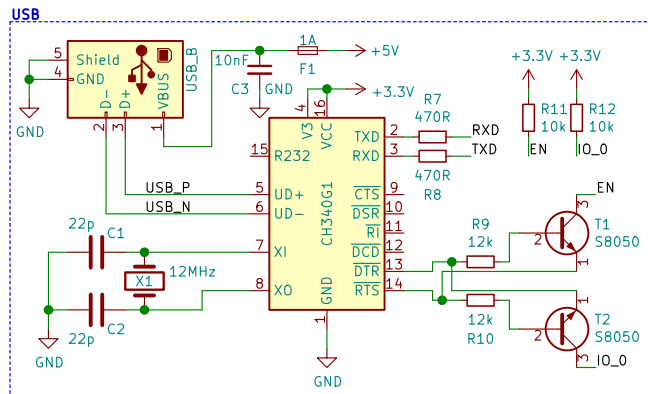 USB
5 Shield
4 GND
D-
D+
VBUS
USB_B
2
3
1
GND
10nF
C3
GND
1A
F1
+5V
+3.3V
4
16
V3
VCC
15 R232
CH340G1
TXD 2
RXD 3
R7
470R
RXD
TXD
470R
R8
USB_P
5 UD+
USB_N
6 UD-
CTS 9
DSR 10
RI 11
DCD 12
DTR 13
RTS 14
7 XI
8 XO
GND
1
GND
22p
C1
X1
12MHz
22p
C2
GND
+3.3V
+3.3V
R11
10k
EN
R12
10k
IO_0
EN
3
R9
12k
2
T1
S8050
1
1
12k
R10
2
T2
S8050
3
IO_0